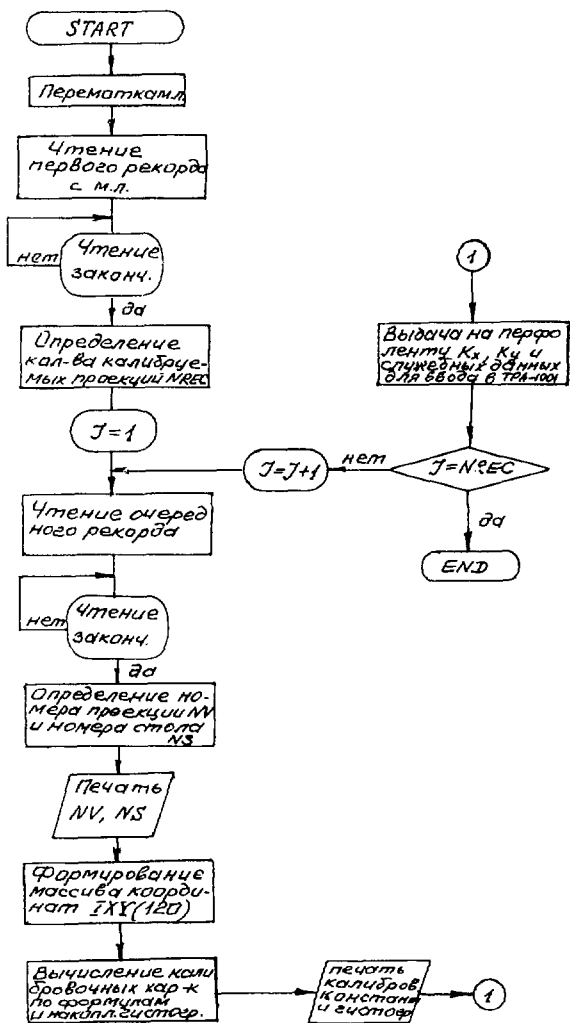 START
Перемотка м.л.
Чтение
первого рекорда
с м.л.
нет
Чтение
законч.
да
Определение
кол-ва калибруе-
мых проекций NREC
J=1
Чтение очеред
ного рекорда
нет
Чтение
законч.
да
Определение но-
мера проекции NV
и номера стола
NS
Печать
NV, NS
Формирование
массива коорди-
нат IXY(120)
Вычисление кали
бровочных хар-к
по формулам
и накопл. гистогр.
печать
калибров.
констант
и гистогр.
1
1
Выдача на перфо
ленту Kx, Ky и
служебных данных
для ввода в TPA-1001
J=NºEC
нет
J=J+1
да
END